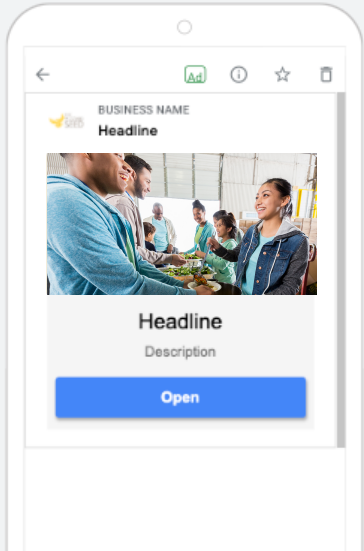 Ad
BUSINESS NAME
Headline
Headline
Description
Open